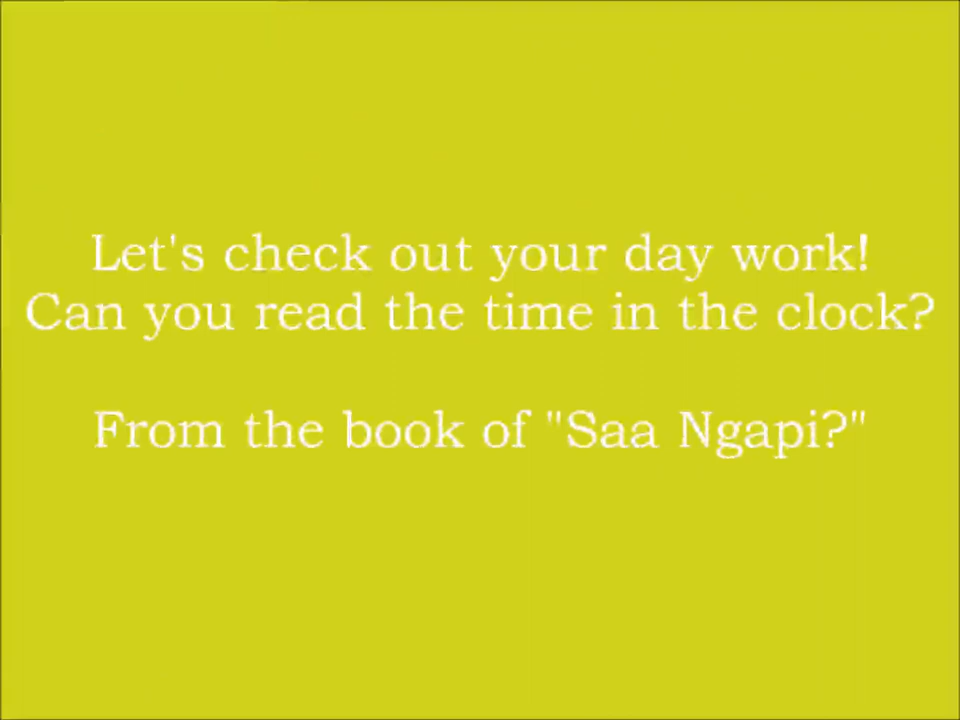 Let's check out your day work!
Can you read the time in the clock?
From the book of "Saa Ngapi?"